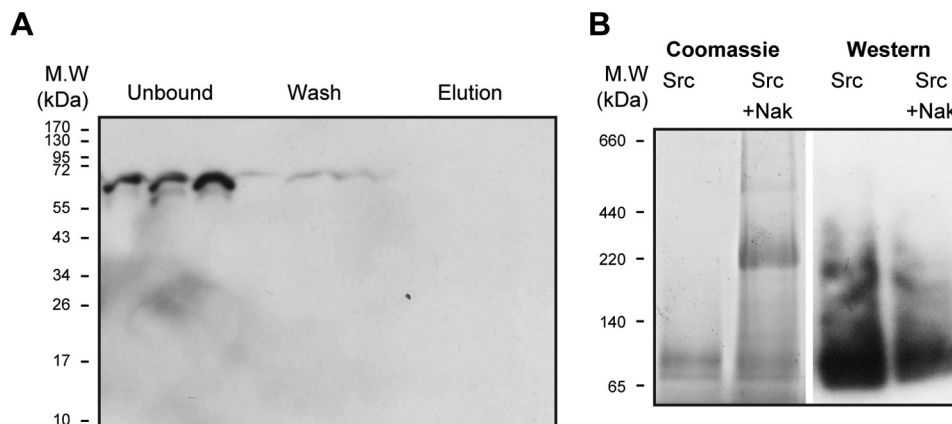 A
M.W
(kDa)
Unbound Wash Elution
170
130
95
72
55
43
34
26
17
10
B
Coomassie Western
M.W
(kDa)
Src Src
+Nak
Src Src
+Nak
660
440
220
140
65